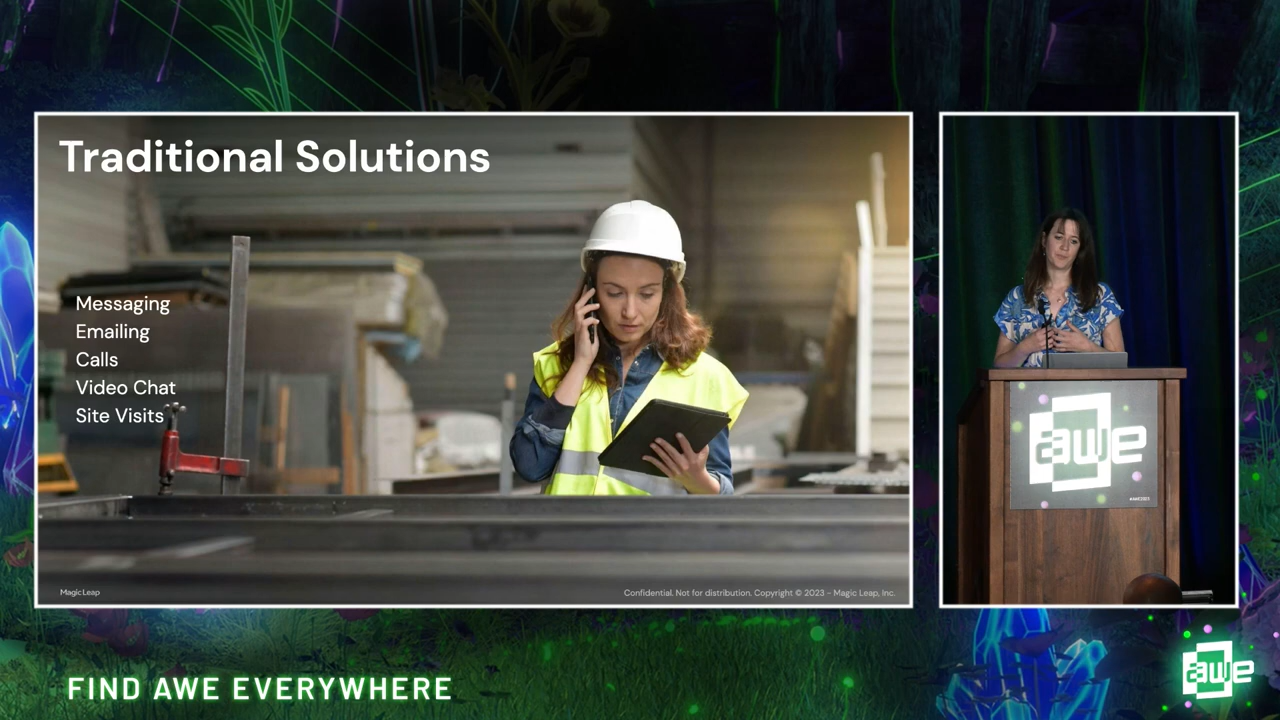 Traditional Solutions
Messaging
Emailing
Calls
Video Chat
Site Visits
Magic Leap
Confidential. Not for distribution. Copyright © 2023 - Magic Leap, Inc.
awe
FIND AWE EVERYWHERE
awe